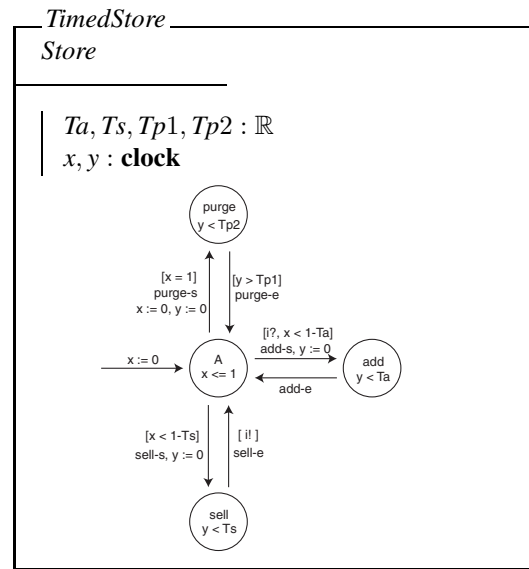 TimedStore
Store
Ta, Ts, Tp1, Tp2 : ℝ
x, y : clock
purge
y < Tp2
[x = 1]
purge-s
x := 0, y := 0
[y > Tp1]
purge-e
x := 0
A
x <= 1
[i?, x < 1-Ta]
add-s, y := 0
add-e
add
y < Ta
[x < 1-Ts]
sell-s, y := 0
[ i! ]
sell-e
sell
y < Ts